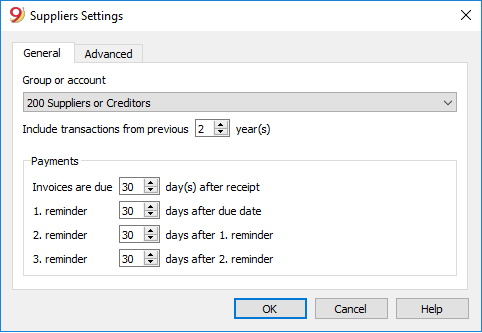 Suppliers Settings
General Advanced
Group or account
200 Suppliers or Creditors
Include transactions from previous 2 year(s)
Payments
Invoices are due 30 day(s) after receipt
1. reminder 30 days after due date
2. reminder 30 days after 1. reminder
3. reminder 30 days after 2. reminder
OK Cancel Help